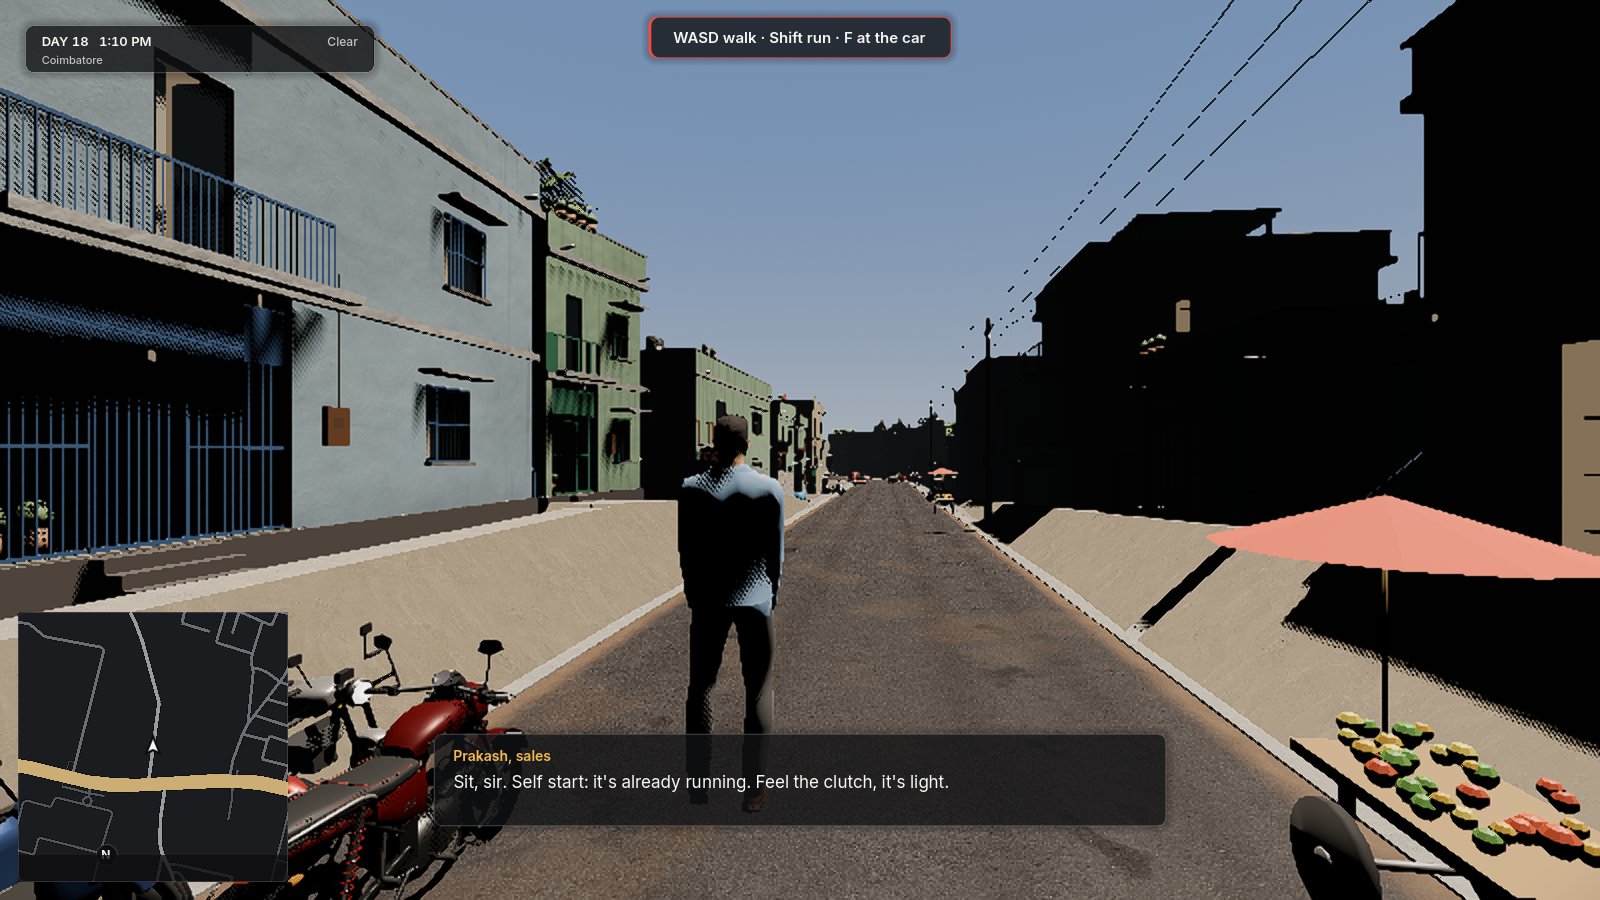 DAY 18 1:10 PM Clear
Coimbatore
WASD walk · Shift run · F at the car
Prakash, sales
Sit, sir. Self start: it's already running. Feel the clutch, it's light.
N